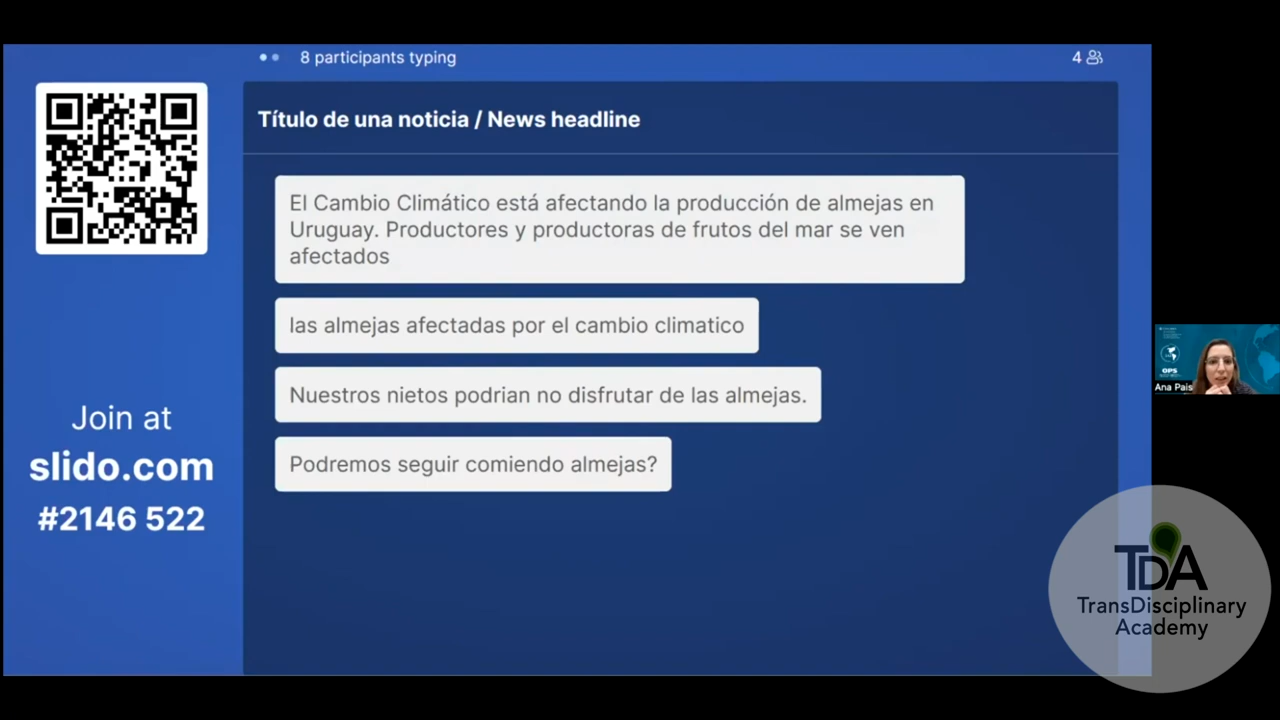 8 participants typing
4
Título de una noticia / News headline
El Cambio Climático está afectando la producción de almejas en
Uruguay. Productores y productoras de frutos del mar se ven
afectados
las almejas afectadas por el cambio climatico
Nuestros nietos podrian no disfrutar de las almejas.
Podremos seguir comiendo almejas?
Join at
slido.com
#2146 522
OPS
Ana Pais
TDA
TransDisciplinary
Academy